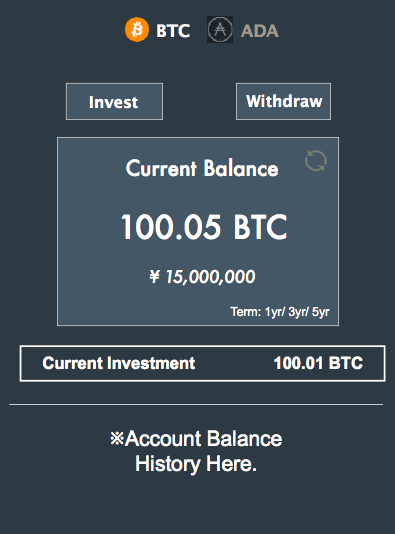 BTC ADA
Invest Withdraw
Current Balance
100.05 BTC
¥ 15,000,000
Term: 1yr/ 3yr/ 5yr
Current Investment 100.01 BTC
※Account Balance
History Here.